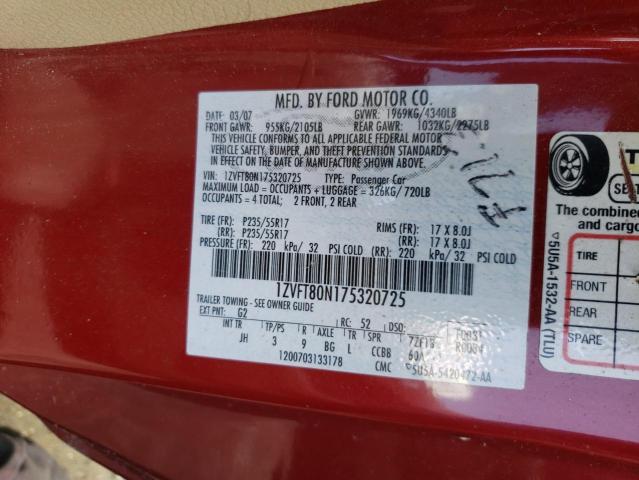 MFD. BY FORD MOTOR CO.
DATE: 03/07 GVWR: 1969KG/4340LB
FRONT GAWR: 955KG/2105LB REAR GAWR: 1032KG/2275LB
THIS VEHICLE CONFORMS TO ALL APPLICABLE FEDERAL MOTOR
VEHICLE SAFETY, BUMPER, AND THEFT PREVENTION STANDARDS
IN EFFECT ON THE DATE OF MANUFACTURE SHOWN ABOVE.
VIN: 1ZVFT80N175320725 TYPE: Passenger Car
MAXIMUM LOAD = OCCUPANTS + LUGGAGE = 326KG/720LB
OCCUPANTS = 4 TOTAL; 2 FRONT, 2 REAR
TIRE (FR): P235/55R17 RIMS (FR): 17 X 8.0J
(RR): P235/55R17 (RR): 17 X 8.0J
PRESSURE (FR): 220 kPa/ 32 PSI COLD (RR): 220 kPa/ 32 PSI COLD
1ZVFT80N175320725
TRAILER TOWING - SEE OWNER GUIDE
EXT PNT: G2 RC: 52 DSO:
INT TR TP/PS R AXLE TR SPR
JH 3 9 BG L CCBB 60A
1200703133178 CMC 5U5A-5420472-AA
The combine
and cargo
TIRE
FRONT
REAR
SPARE
5U5A-1532-AA (TLU)